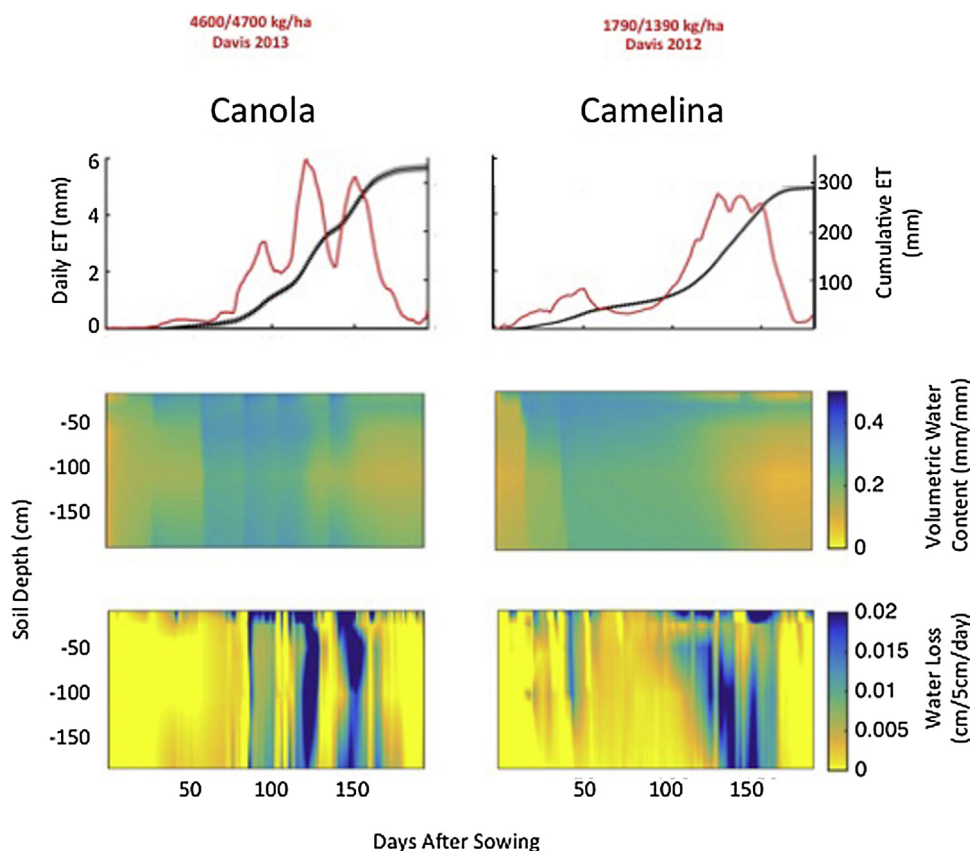 4600/4700 kg/ha
Davis 2013
1790/1390 kg/ha
Davis 2012
Canola
Camelina
Daily ET (mm)
6
4
2
0
300
200
100
Cumulative ET
(mm)
Soil Depth (cm)
-50
-100
-150
0.4
0.2
0
Volumetric Water
Content (mm/mm)
-50
-100
-150
0.02
0.015
0.01
0.005
0
Water Loss
(cm/5cm/day)
50
100
150
50
100
150
Days After Sowing